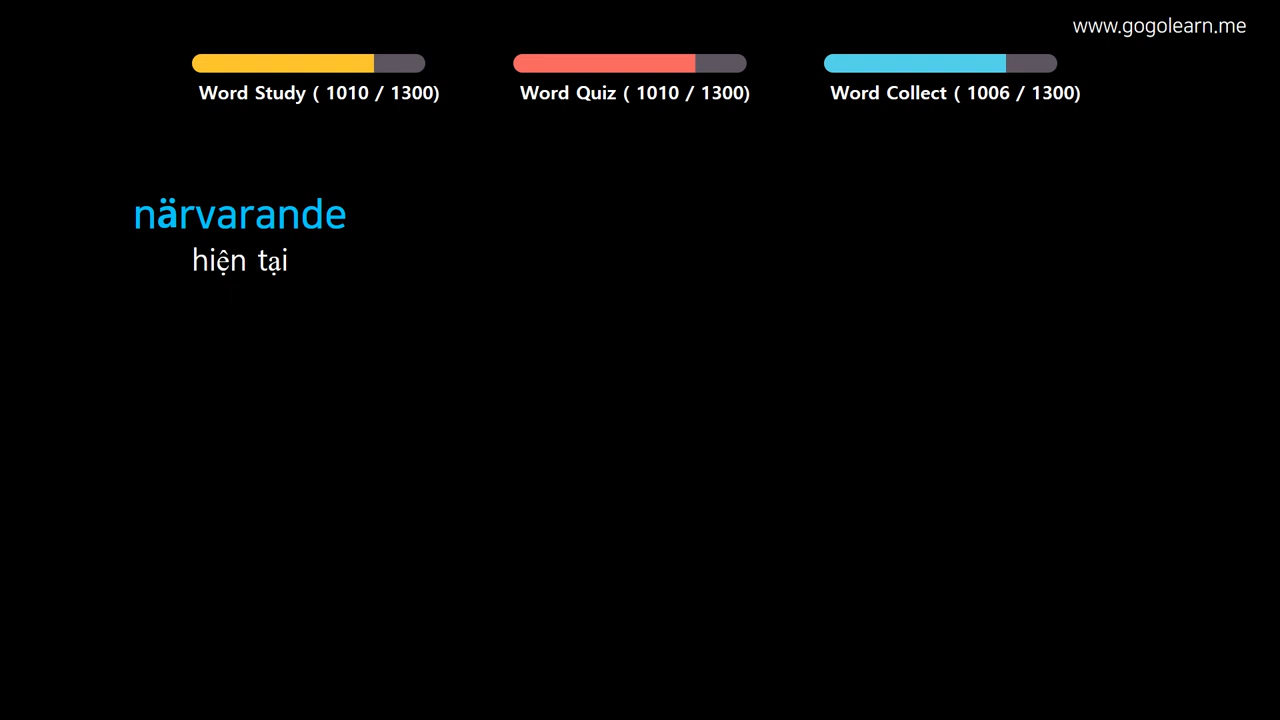 www.gogolearn.me
Word Study ( 1010 / 1300)
Word Quiz ( 1010 / 1300)
Word Collect ( 1006 / 1300)
närvarande
hiện tại